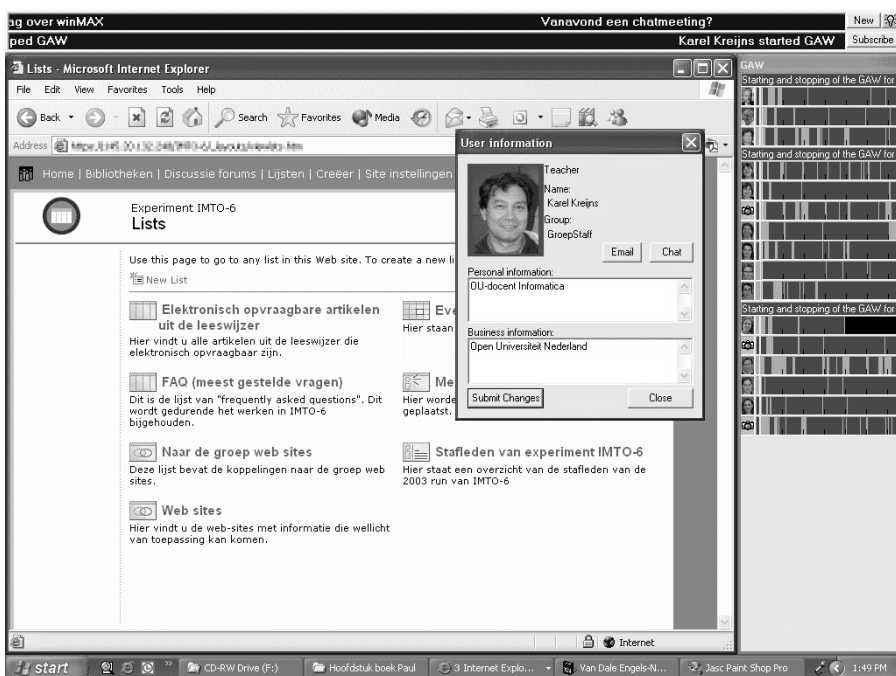 ag over winMAX Vanavond een chatmeeting? New
ped GAW Karel Kreijns started GAW Subscribe
Lists - Microsoft Internet Explorer
GAW
File Edit View Favorites Tools Help
Starting and stopping of the GAW for
Back Search Favorites Media
Address
User information
Home | Bibliotheken | Discussie forums | Lijsten | Creëer | Site instellingen
Teacher
Name:
Karel Kreijns
Group:
GroepStaff
Email Chat
Starting and stopping of the GAW for
Experiment IMTO-6
Lists
Use this page to go to any list in this Web site. To create a new li
New List
Personal information:
OU-docent Informatica
Elektronisch opvraagbare artikelen
uit de leeswijzer
Hier vindt u alle artikelen uit de leeswijzer die
elektronisch opvraagbaar zijn.
Eve
Hier staan
Business information:
Open Universiteit Nederland
Starting and stopping of the GAW for
FAQ (meest gestelde vragen)
Dit is de lijst van "frequently asked questions". Dit
wordt gedurende het werken in IMTO-6
bijgehouden.
Me
Hier worde
geplaatst.
Submit Changes Close
Naar de groep web sites
Deze lijst bevat de koppelingen naar de groep web
sites.
Stafleden van experiment IMTO-6
Hier staat een overzicht van de stafleden van de
2003 run van IMTO-6
Web sites
Hier vindt u de web-sites met informatie die wellicht
van toepassing kan komen.
Internet
start CD-RW Drive (F:) Hoofdstuk boek Paul 3 Internet Explo... Van Dale Engels-N... Jasc Paint Shop Pro 1:49 PM